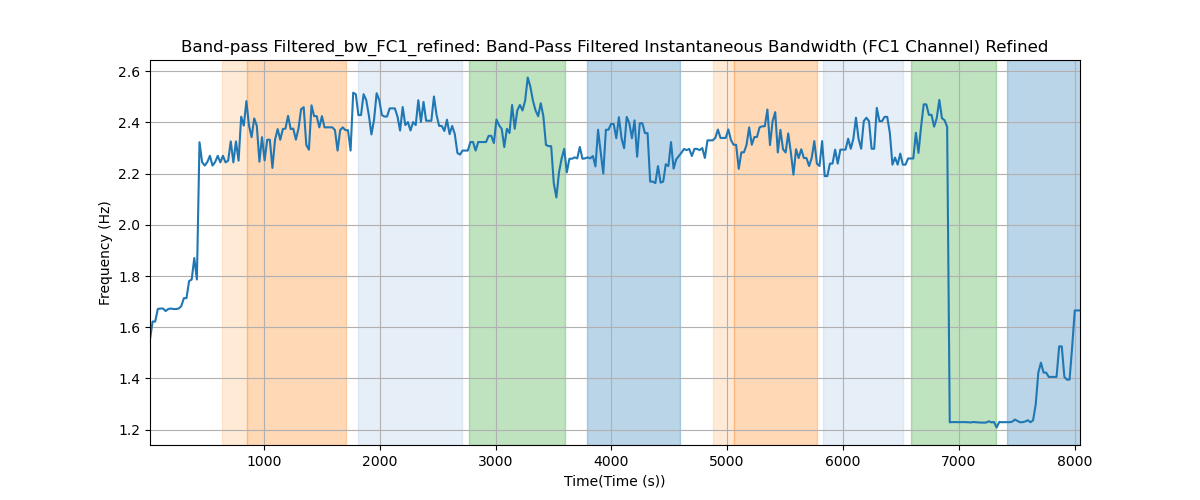 Band-pass Filtered_bw_FC1_refined: Band-Pass Filtered Instantaneous Bandwidth (FC1 Channel) Refined
2.6
2.4
2.2
2.0
1.8
1.6
1.4
1.2
Frequency (Hz)
1000 2000 3000 4000 5000 6000 7000 8000
Time(Time (s))